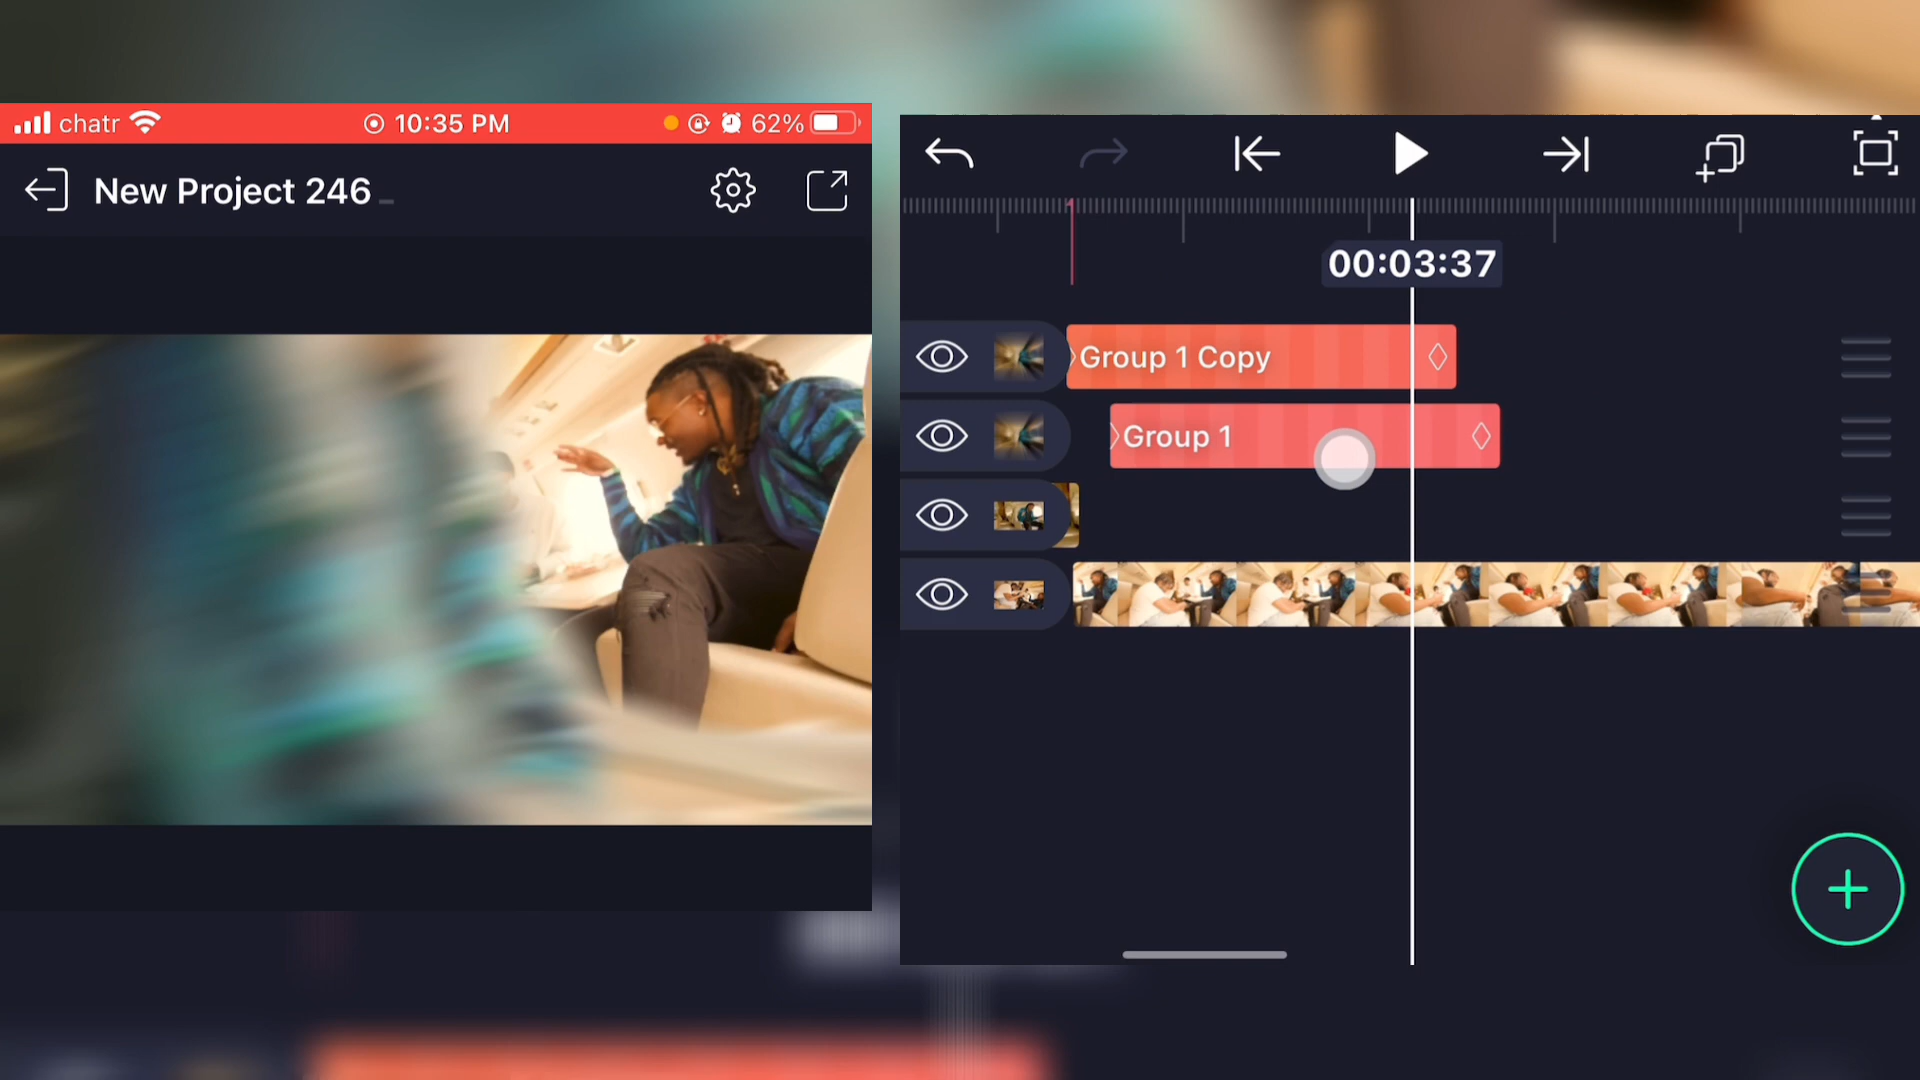 chatr 10:35 PM 62%
New Project 246
00:03:37
Group 1 Copy
Group 1